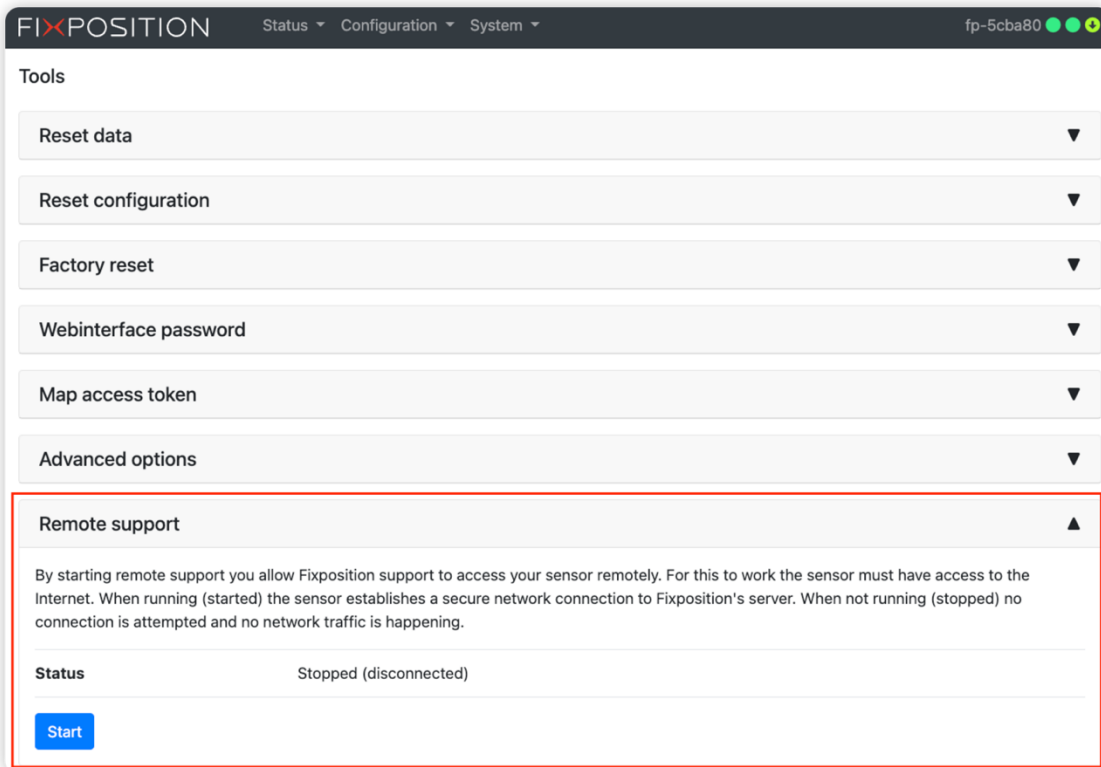 FIXPOSITION Status Configuration System fp-5cba80
Tools
Reset data
Reset configuration
Factory reset
Webinterface password
Map access token
Advanced options
Remote support
By starting remote support you allow Fixposition support to access your sensor remotely. For this to work the sensor must have access to the
Internet. When running (started) the sensor establishes a secure network connection to Fixposition's server. When not running (stopped) no
connection is attempted and no network traffic is happening.
Status Stopped (disconnected)
Start